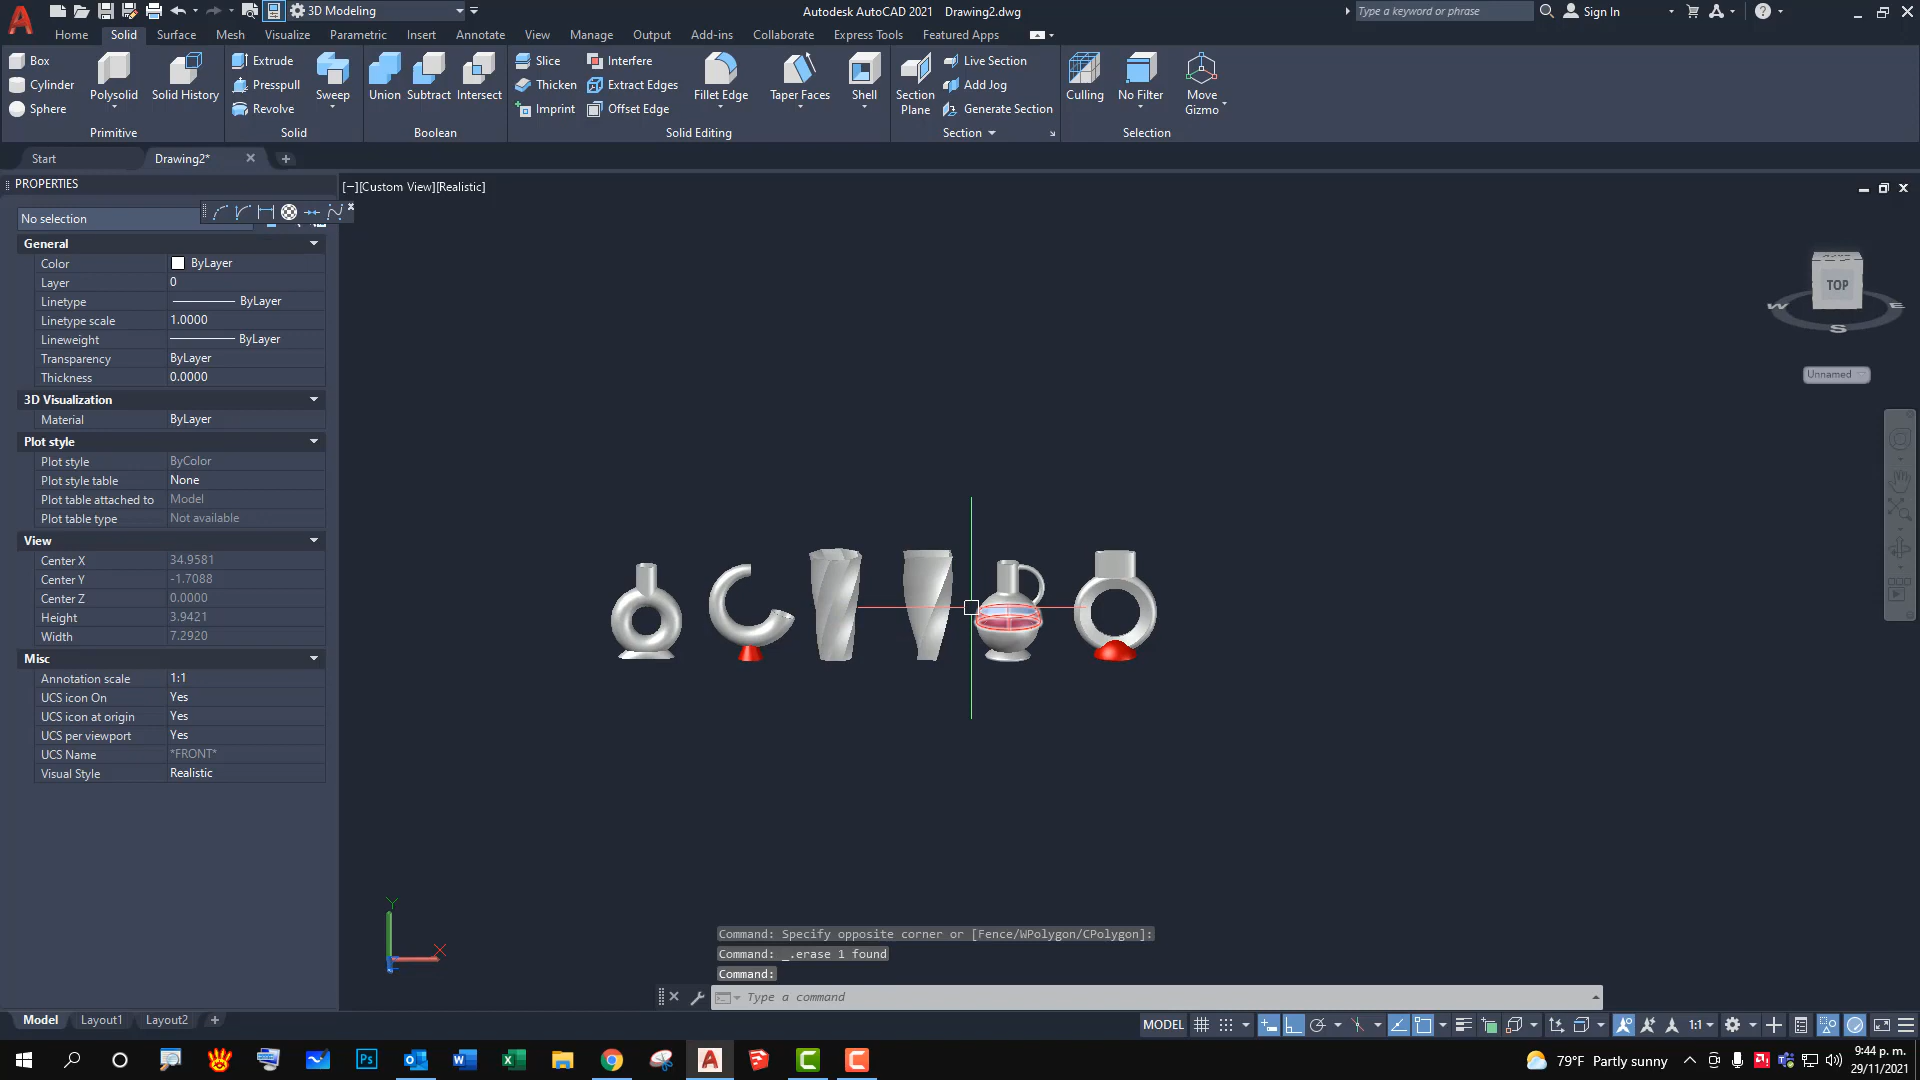 3D Modeling
Autodesk AutoCAD 2021 Drawing2.dwg
Type a keyword or phrase
Sign In
Home Solid Surface Mesh Visualize Parametric Insert Annotate View Manage Output Add-ins Collaborate Express Tools Featured Apps
Box
Cylinder
Sphere
Polysolid
Solid History
Primitive
Extrude
Presspull
Revolve
Sweep
Solid
Union Subtract Intersect
Boolean
Slice
Thicken
Imprint
Interfere
Extract Edges
Offset Edge
Fillet Edge
Taper Faces
Shell
Solid Editing
Section
Plane
Live Section
Add Jog
Generate Section
Section
Culling
No Filter
Move
Gizmo
Selection
Start
Drawing2*
PROPERTIES
[−][Custom View][Realistic]
No selection
General
Color ByLayer
Layer 0
Linetype ByLayer
Linetype scale 1.0000
Lineweight ByLayer
Transparency ByLayer
Thickness 0.0000
3D Visualization
Material ByLayer
Plot style
Plot style ByColor
Plot style table None
Plot table attached to Model
Plot table type Not available
View
Center X 34.9581
Center Y -1.7088
Center Z 0.0000
Height 3.9421
Width 7.2920
Misc
Annotation scale 1:1
UCS icon On Yes
UCS icon at origin Yes
UCS per viewport Yes
UCS Name *FRONT*
Visual Style Realistic
TOP
W
E
S
Unnamed
Y
X
Command: Specify opposite corner or [Fence/WPolygon/CPolygon]:
Command: _.erase 1 found
Command:
Type a command
Model Layout1 Layout2
MODEL
1:1
79°F Partly sunny
9:44 p. m.
29/11/2021